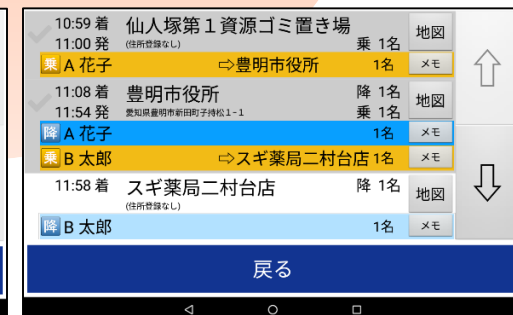 10:59 着 仙人塚第１資源ゴミ置き場 地図
11:00 発 (住所登録なし) 乗 1名
乗 A 花子 ⇨豊明市役所 1名 メモ
11:08 着 豊明市役所 降 1名 地図
11:54 発 愛知県豊明市新田町子持松１−１ 乗 1名
降 A 花子 1名 メモ
乗 B 太郎 ⇨スギ薬局二村台店 1名 メモ
11:58 着 スギ薬局二村台店 降 1名 地図
(住所登録なし)
降 B 太郎 1名 メモ
戻る